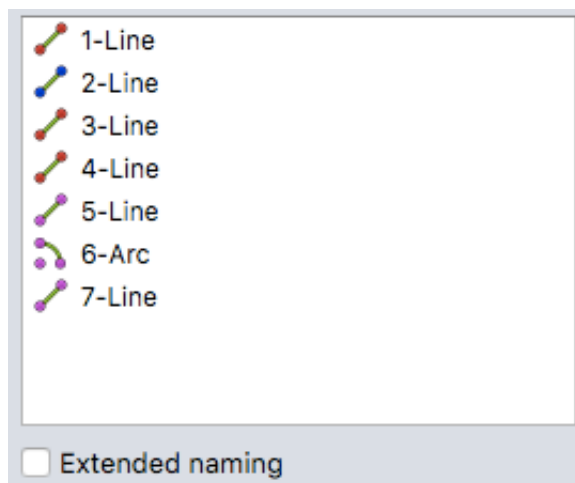 1-Line
2-Line
3-Line
4-Line
5-Line
6-Arc
7-Line
Extended naming